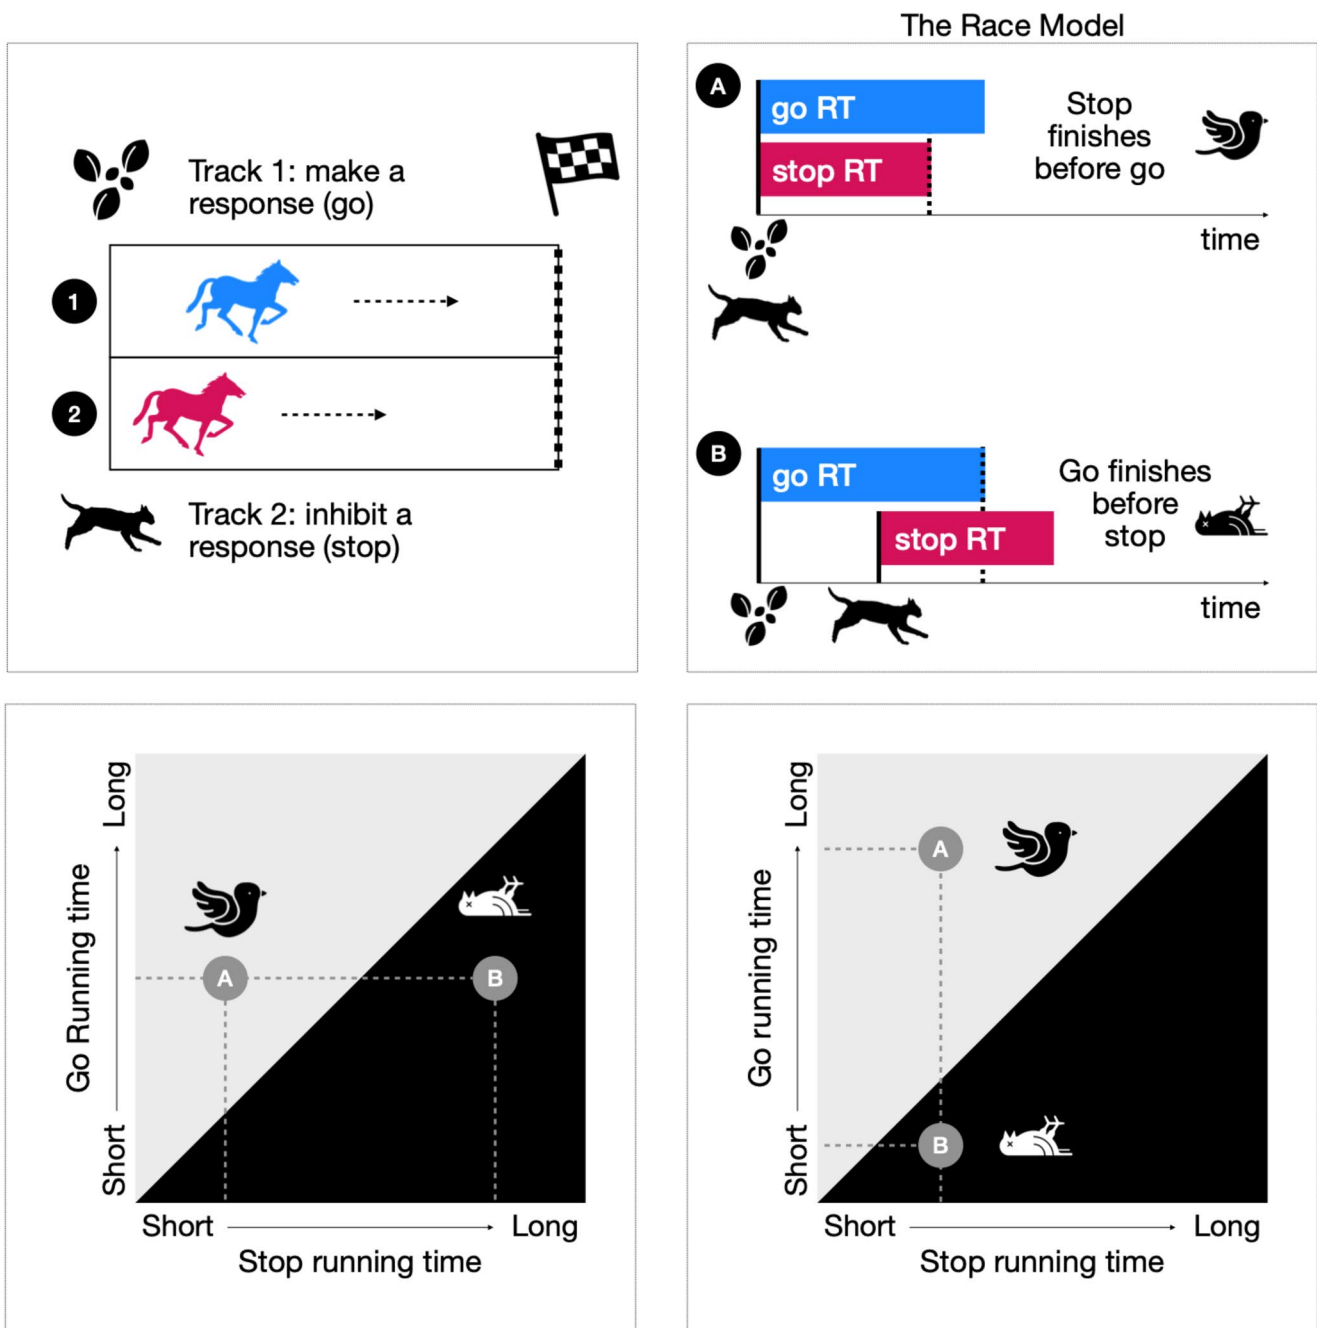 The Race Model
Track 1: make a
response (go)
1
2
Track 2: inhibit a
response (stop)
A
go RT
stop RT
Stop
finishes
before go
time
B
go RT
stop RT
Go finishes
before
stop
time
Long
Go Running time
Short
A
B
Short
Long
Stop running time
Long
Go running time
Short
A
B
Short
Long
Stop running time